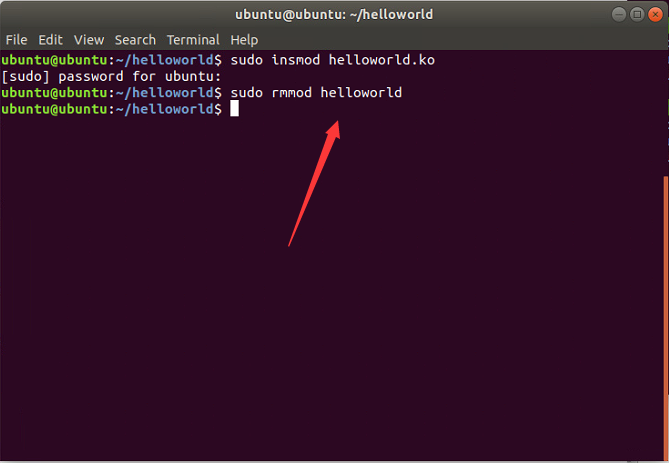 ubuntu@ubuntu: ~/helloworld
File Edit View Search Terminal Help
ubuntu@ubuntu:~/helloworld$ sudo insmod helloworld.ko
[sudo] password for ubuntu:
ubuntu@ubuntu:~/helloworld$ sudo rmmod helloworld
ubuntu@ubuntu:~/helloworld$